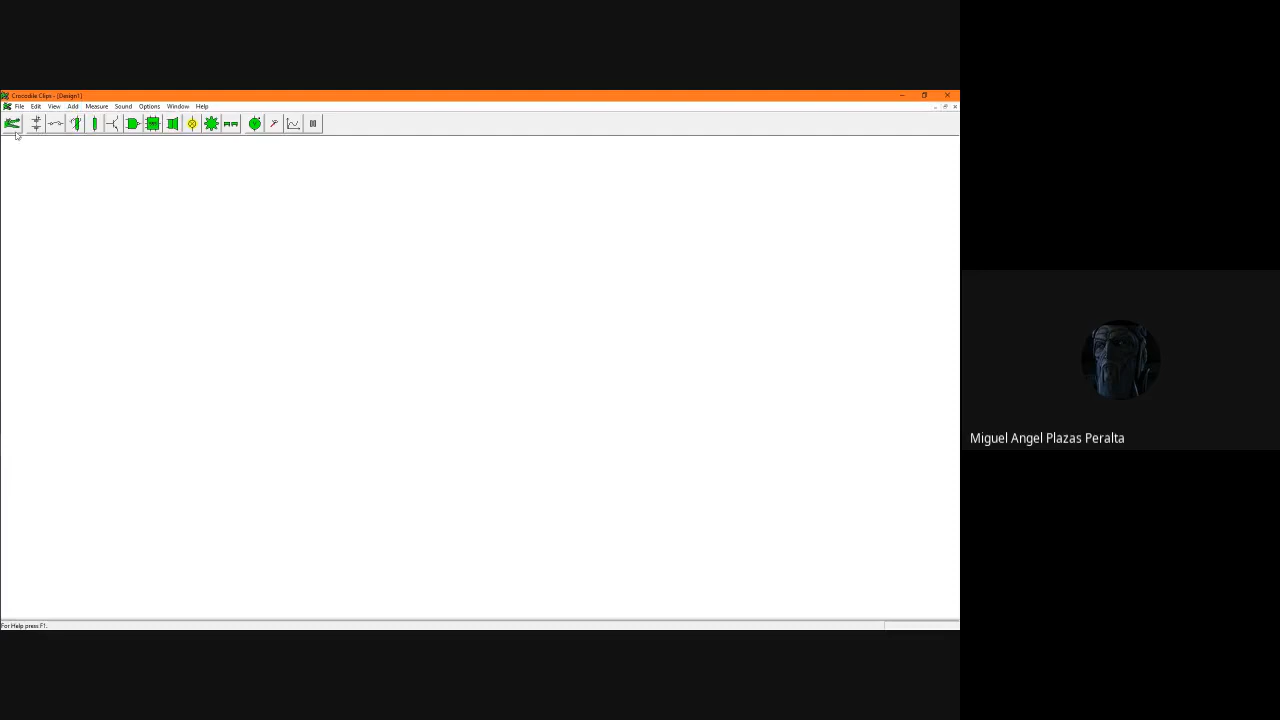 Crocodile Clips - [Design1]
File Edit View Add Measure Sound Options Window Help
Miguel Angel Plazas Peralta
For Help press F1.